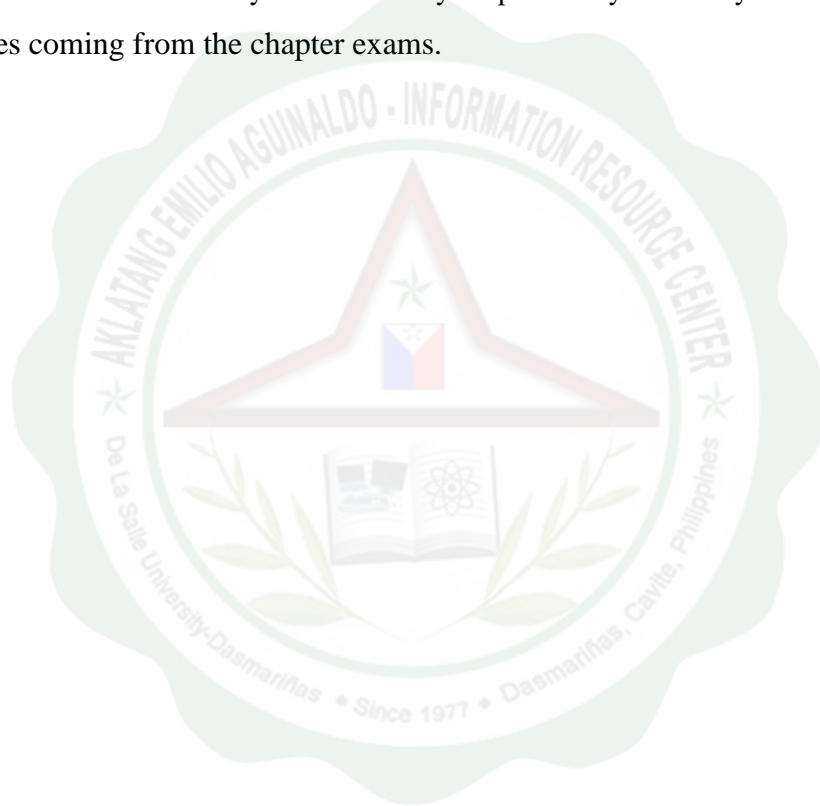 es coming from the chapter exams.
AKLATANG EMILIO AGUINALDO - INFORMATION RESOURCE CENTER
De La Salle University-Dasmariñas • Since 1977 • Dasmariñas, Cavite, Philippines